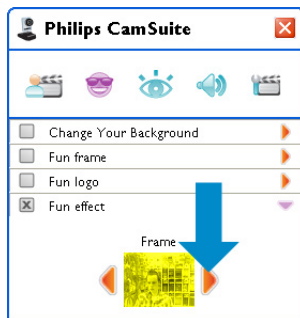 Philips CamSuite
Change Your Background
Fun frame
Fun logo
Fun effect
Frame